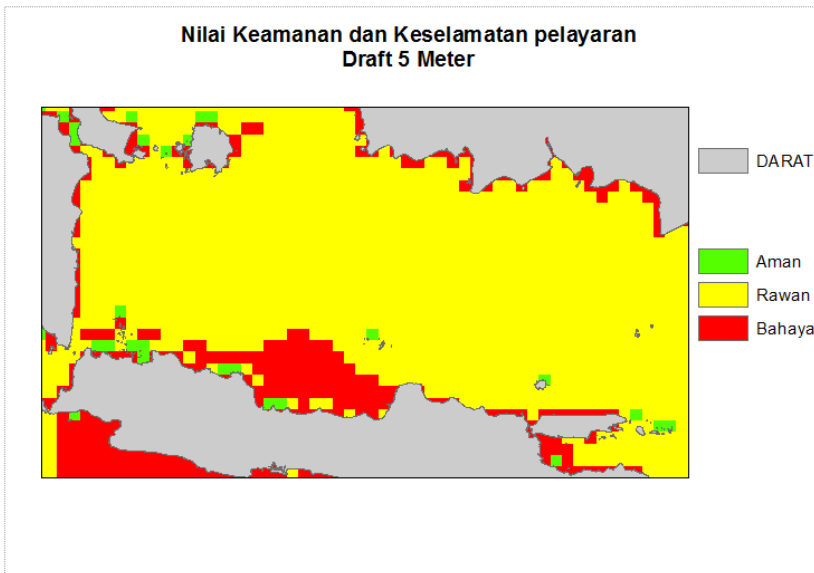 Nilai Keamanan dan Keselamatan pelayaran
Draft 5 Meter
DARAT
Aman
Rawan
Bahaya